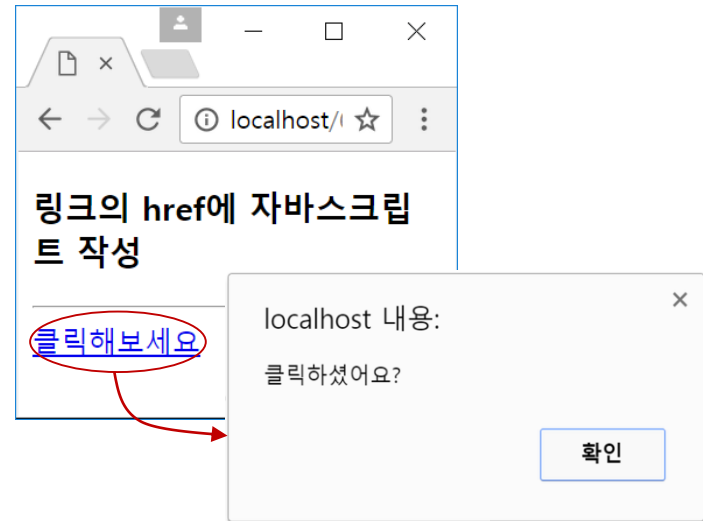 localhost/(
링크의 href에 자바스크립
트 작성
클릭해보세요
localhost 내용:
클릭하셨어요?
확인